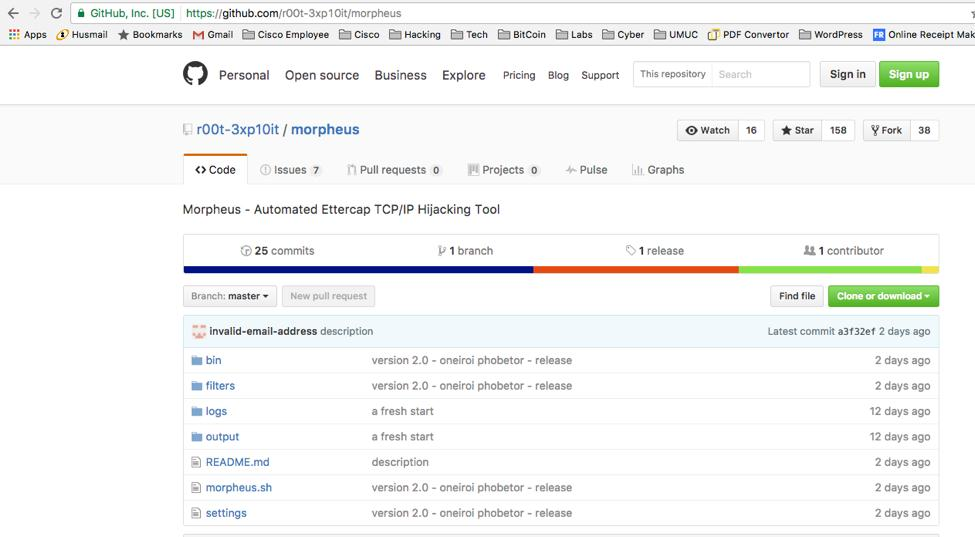 GitHub, Inc. [US] https://github.com/r00t-3xp10it/morpheus
Apps Husmail Bookmarks Gmail Cisco Employee Cisco Hacking Tech BitCoin Labs Cyber UMUC PDF Convertor WordPress FR Online Receipt Mak
Personal Open source Business Explore Pricing Blog Support This repository Search Sign in Sign up
r00t-3xp10it / morpheus Watch 16 Star 158 Fork 38
Code Issues 7 Pull requests 0 Projects 0 Pulse Graphs
Morpheus - Automated Ettercap TCP/IP Hijacking Tool
25 commits 1 branch 1 release 1 contributor
Branch: master New pull request Find file Clone or download
invalid-email-address description Latest commit a3f32ef 2 days ago
bin version 2.0 - oneiroi phobetor - release 2 days ago
filters version 2.0 - oneiroi phobetor - release 2 days ago
logs a fresh start 12 days ago
output a fresh start 12 days ago
README.md description 2 days ago
morpheus.sh version 2.0 - oneiroi phobetor - release 2 days ago
settings version 2.0 - oneiroi phobetor - release 2 days ago